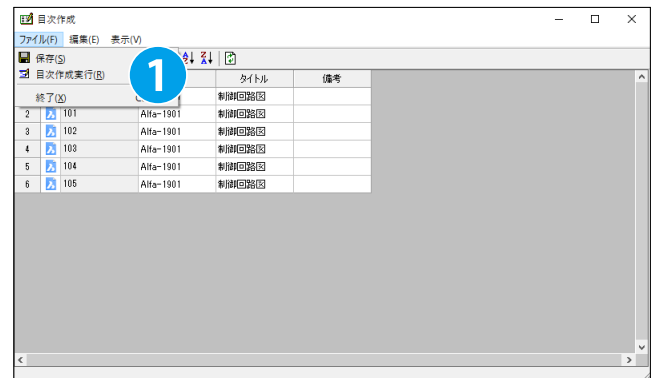 目次作成
ファイル(F) 編集(E) 表示(V)
保存(S)
目次作成実行(R)
終了(X)
1
タイトル 備考
制御回路図
2 101 Alfa-1901 制御回路図
3 102 Alfa-1901 制御回路図
4 103 Alfa-1901 制御回路図
5 104 Alfa-1901 制御回路図
6 105 Alfa-1901 制御回路図